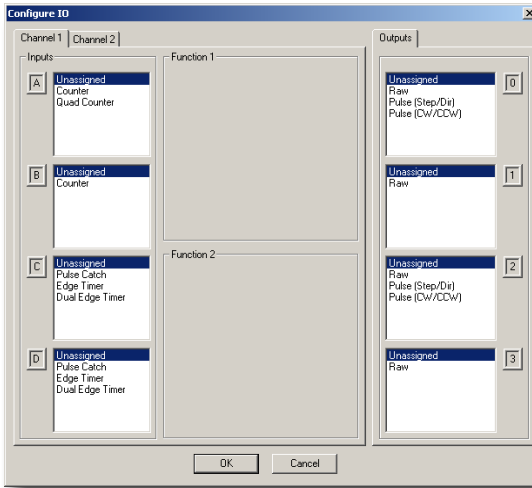 Configure IO
Channel 1
Channel 2
Outputs
Inputs
A
Unassigned
Counter
Quad Counter
B
Unassigned
Counter
C
Unassigned
Pulse Catch
Edge Timer
Dual Edge Timer
D
Unassigned
Pulse Catch
Edge Timer
Dual Edge Timer
Function 1
Function 2
Unassigned
Raw
Pulse (Step/Dir)
Pulse (CW/CCW)
0
Unassigned
Raw
1
Unassigned
Raw
Pulse (Step/Dir)
Pulse (CW/CCW)
2
Unassigned
Raw
3
OK
Cancel